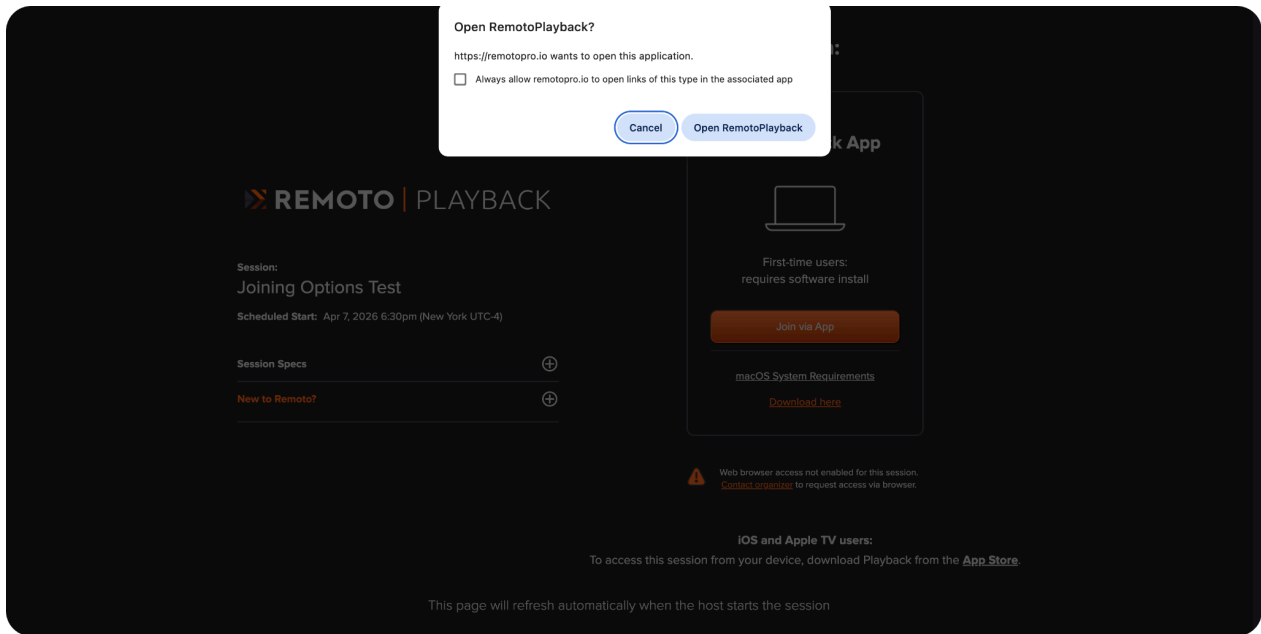 Open RemotoPlayback?
https://remotopro.io wants to open this application.
Always allow remotopro.io to open links of this type in the associated app
Cancel
Open RemotoPlayback
k App
REMOTO | PLAYBACK
Session:
Joining Options Test
Scheduled Start: Apr 7, 2026 6:30pm (New York UTC-4)
Session Specs
New to Remoto?
First-time users:
requires software install
Join via App
macOS System Requirements
Download here
Web browser access not enabled for this session.
Contact organizer to request access via browser.
iOS and Apple TV users:
To access this session from your device, download Playback from the App Store.
This page will refresh automatically when the host starts the session